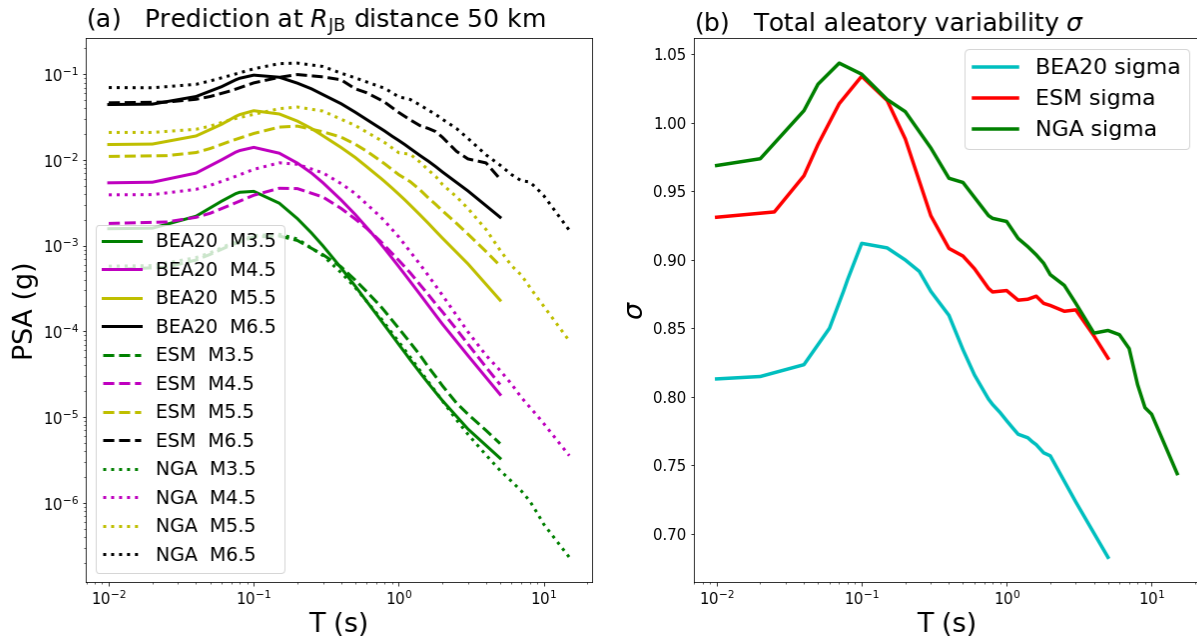 (a) Prediction at R_JB distance 50 km
PSA (g)
10⁻¹
10⁻²
10⁻³
10⁻⁴
10⁻⁵
10⁻⁶
BEA20 M3.5
BEA20 M4.5
BEA20 M5.5
BEA20 M6.5
ESM M3.5
ESM M4.5
ESM M5.5
ESM M6.5
NGA M3.5
NGA M4.5
NGA M5.5
NGA M6.5
10⁻² 10⁻¹ 10⁰ 10¹
T (s)
(b) Total aleatory variability σ
σ
1.05
1.00
0.95
0.90
0.85
0.80
0.75
0.70
BEA20 sigma
ESM sigma
NGA sigma
10⁻² 10⁻¹ 10⁰ 10¹
T (s)